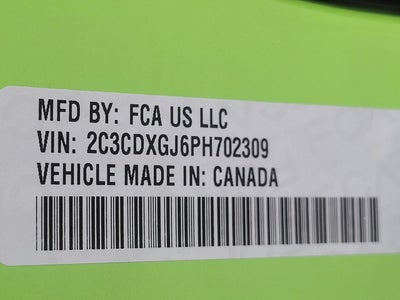 MFD BY: FCA US LLC
VIN: 2C3CDXGJ6PH702309
VEHICLE MADE IN: CANADA